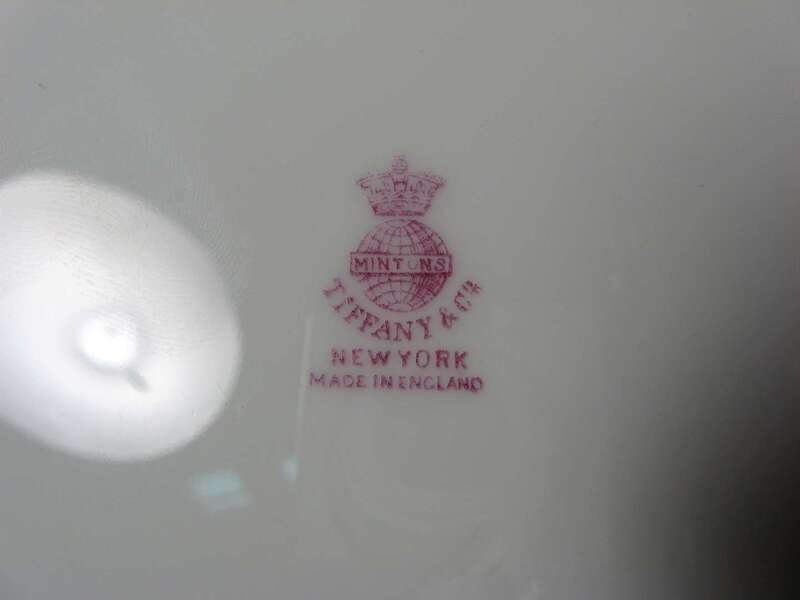 MINTONS
TIFFANY & Co
NEW YORK
MADE IN ENGLAND